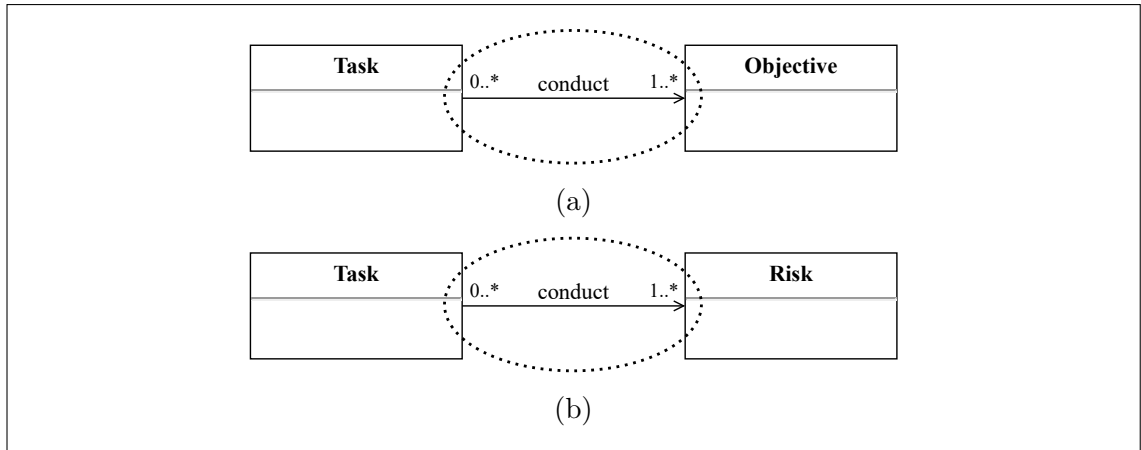 Task Objective
0..* conduct 1..*
(a)
Task Risk
0..* conduct 1..*
(b)